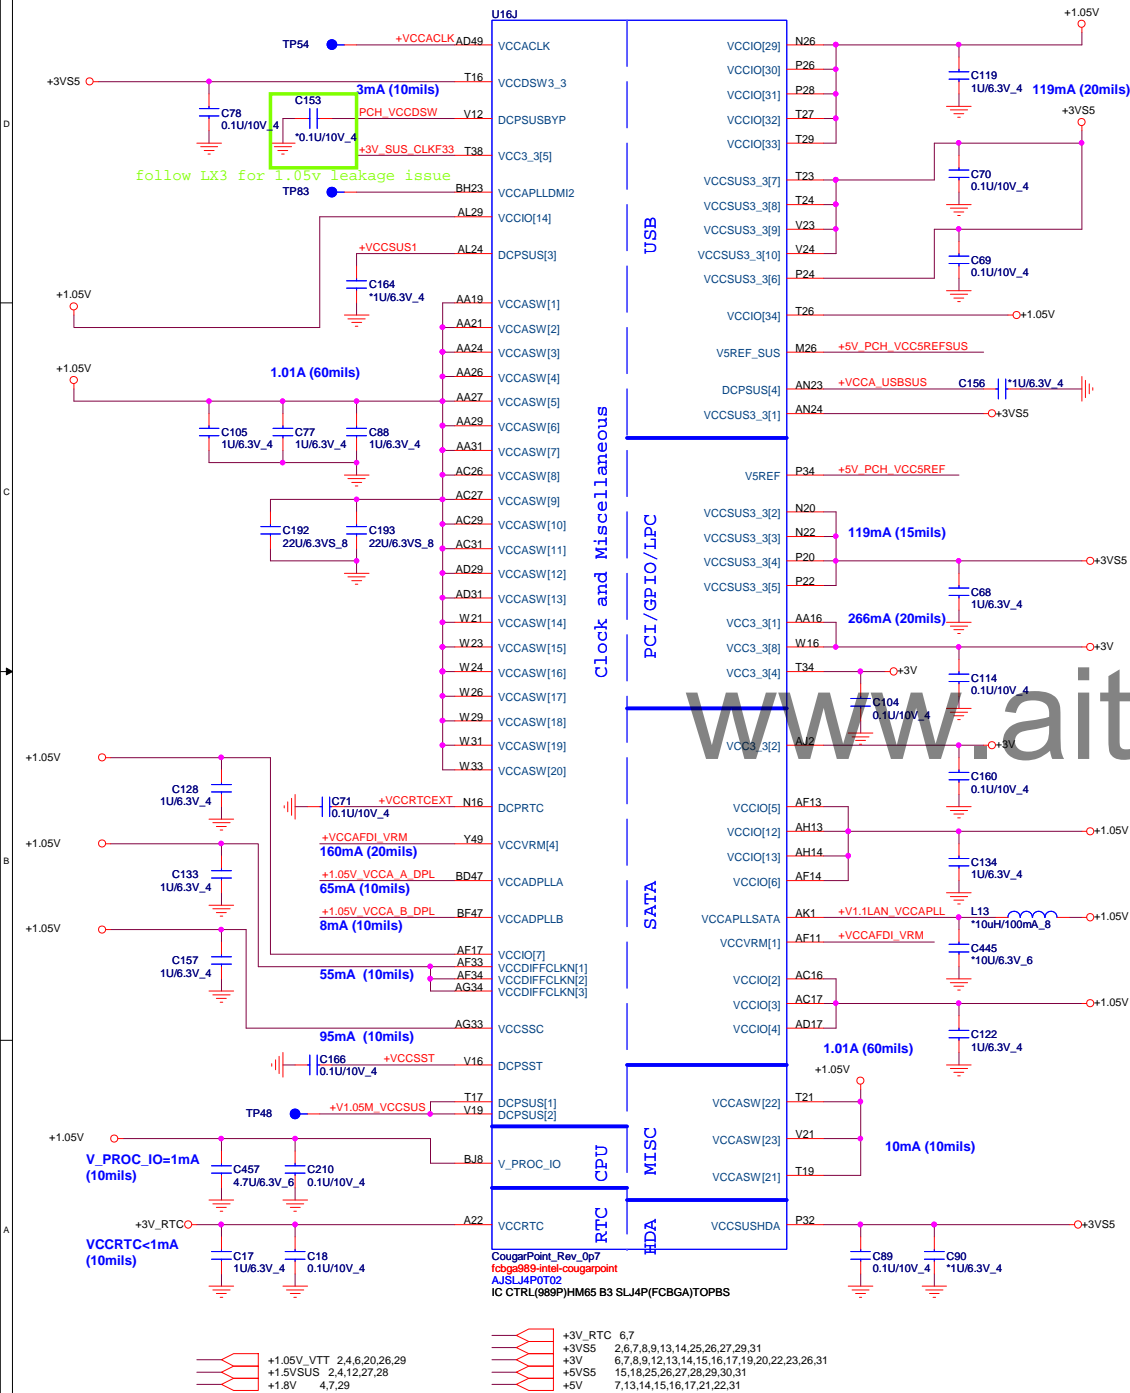 U16J
TP54
+VCCACLK AD49 VCCACLK
+3VS5
T16 VCCDSW3_3
3mA (10mils)
C78
0.1U/10V_4
C153
*0.1U/10V_4
PCH_VCCDSW V12 DCPSUSBYP
+3V_SUS_CLKF33 T38 VCC3_3[5]
follow LX3 for 1.05v leakage issue
TP83
BH23 VCCAPLLDMI2
AL29 VCCIO[14]
+VCCSUS1 AL24 DCPSUS[3]
C164
*1U/6.3V_4
+1.05V
AA19 VCCASW[1]
AA21 VCCASW[2]
AA24 VCCASW[3]
AA26 VCCASW[4]
+1.05V
1.01A (60mils)
AA27 VCCASW[5]
AA29 VCCASW[6]
AA31 VCCASW[7]
AC26 VCCASW[8]
AC27 VCCASW[9]
AC29 VCCASW[10]
AC31 VCCASW[11]
AD29 VCCASW[12]
AD31 VCCASW[13]
W21 VCCASW[14]
W23 VCCASW[15]
W24 VCCASW[16]
W26 VCCASW[17]
W29 VCCASW[18]
W31 VCCASW[19]
W33 VCCASW[20]
C105
1U/6.3V_4
C77
1U/6.3V_4
C88
1U/6.3V_4
C192
22U/6.3VS_8
C193
22U/6.3VS_8
+1.05V
C128
1U/6.3V_4
C71
0.1U/10V_4
+VCCRTCEXT N16 DCPRTC
+1.05V
+VCCAFDI_VRM Y49 VCCVRM[4]
160mA (20mils)
C133
1U/6.3V_4
+1.05V_VCCA_A_DPL BD47 VCCADPLLA
65mA (10mils)
+1.05V_VCCA_B_DPL BF47 VCCADPLLB
8mA (10mils)
+1.05V
C157
1U/6.3V_4
AF17 VCCIO[7]
AF33 VCCDIFFCLKN[1]
AF34 VCCDIFFCLKN[2]
AG34 VCCDIFFCLKN[3]
55mA (10mils)
AG33 VCCSSC
95mA (10mils)
C166
0.1U/10V_4
+VCCSST V16 DCPSST
TP48
+V1.05M_VCCSUS
T17 DCPSUS[1]
V19 DCPSUS[2]
+1.05V
V_PROC_IO=1mA
(10mils)
BJ8 V_PROC_IO
C457
4.7U/6.3V_6
C210
0.1U/10V_4
+3V_RTC
A22 VCCRTC
VCCRTC<1mA
(10mils)
C17
1U/6.3V_4
C18
0.1U/10V_4
Clock and Miscellaneous
USB
PCI/GPIO/LPC
SATA
MISC
CPU
RTC
HDA
VCCIO[29] N26
VCCIO[30] P26
VCCIO[31] P28
VCCIO[32] T27
VCCIO[33] T29
+1.05V
C119
1U/6.3V_4
119mA (20mils)
+3VS5
VCCSUS3_3[7] T23
VCCSUS3_3[8] T24
VCCSUS3_3[9] V23
VCCSUS3_3[10] V24
VCCSUS3_3[6] P24
C70
0.1U/10V_4
C69
0.1U/10V_4
VCCIO[34] T26
+1.05V
V5REF_SUS M26 +5V_PCH_VCC5REFSUS
DCPSUS[4] AN23 +VCCA_USBSUS
C156 *1U/6.3V_4
VCCSUS3_3[1] AN24
+3VS5
V5REF P34 +5V_PCH_VCC5REF
VCCSUS3_3[2] N20
VCCSUS3_3[3] N22
119mA (15mils)
VCCSUS3_3[4] P20
+3VS5
VCCSUS3_3[5] P22
C68
1U/6.3V_4
VCC3_3[1] AA16
266mA (20mils)
VCC3_3[8] W16
+3V
VCC3_3[4] T34
+3V
C114
0.1U/10V_4
C104
0.1U/10V_4
www.ait
VCC3_3[2] AJ2
+3V
C160
0.1U/10V_4
VCCIO[5] AF13
VCCIO[12] AH13
+1.05V
VCCIO[13] AH14
VCCIO[6] AF14
C134
1U/6.3V_4
VCCAPLLSATA AK1 +V1.1LAN_VCCAPLL
L13
*10uH/100mA_8
+1.05V
VCCVRM[1] AF11 +VCCAFDI_VRM
C445
*10U/6.3V_6
VCCIO[2] AC16
VCCIO[3] AC17
+1.05V
VCCIO[4] AD17
C122
1U/6.3V_4
1.01A (60mils)
+1.05V
VCCASW[22] T21
VCCASW[23] V21
10mA (10mils)
VCCASW[21] T19
VCCSUSHDA P32
+3VS5
C89
0.1U/10V_4
C90
*1U/6.3V_4
CougarPoint_Rev_0p7
fcbga989-intel-cougarpoint
AJSLJ4P0T02
IC CTRL(989P)HM65 B3 SLJ4P(FCBGA)TOPBS
+1.05V_VTT 2,4,6,20,26,29
+1.5VSUS 2,4,12,27,28
+1.8V 4,7,29
+3V_RTC 6,7
+3VS5 2,6,7,8,9,13,14,25,26,27,29,31
+3V 6,7,8,9,12,13,14,15,16,17,19,20,22,23,26,31
+5VS5 15,18,25,26,27,28,29,30,31
+5V 7,13,14,15,16,17,21,22,31
D
C
B
A